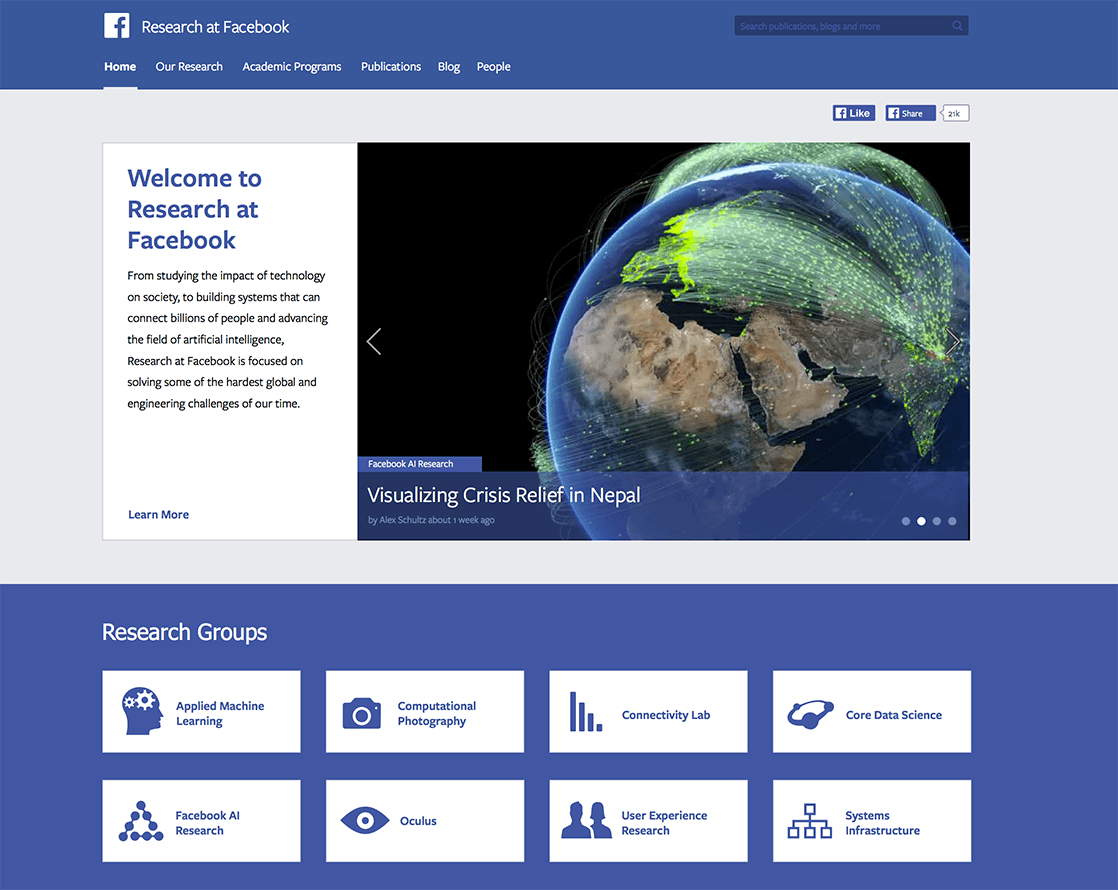 Research at Facebook
Search publications, blogs and more
Home Our Research Academic Programs Publications Blog People
Like Share 21k
Welcome to
Research at
Facebook
From studying the impact of technology
on society, to building systems that can
connect billions of people and advancing
the field of artificial intelligence,
Research at Facebook is focused on
solving some of the hardest global and
engineering challenges of our time.
Learn More
Facebook AI Research
Visualizing Crisis Relief in Nepal
by Alex Schultz about 1 week ago
Research Groups
Applied Machine
Learning
Computational
Photography
Connectivity Lab
Core Data Science
Facebook AI
Research
Oculus
User Experience
Research
Systems
Infrastructure